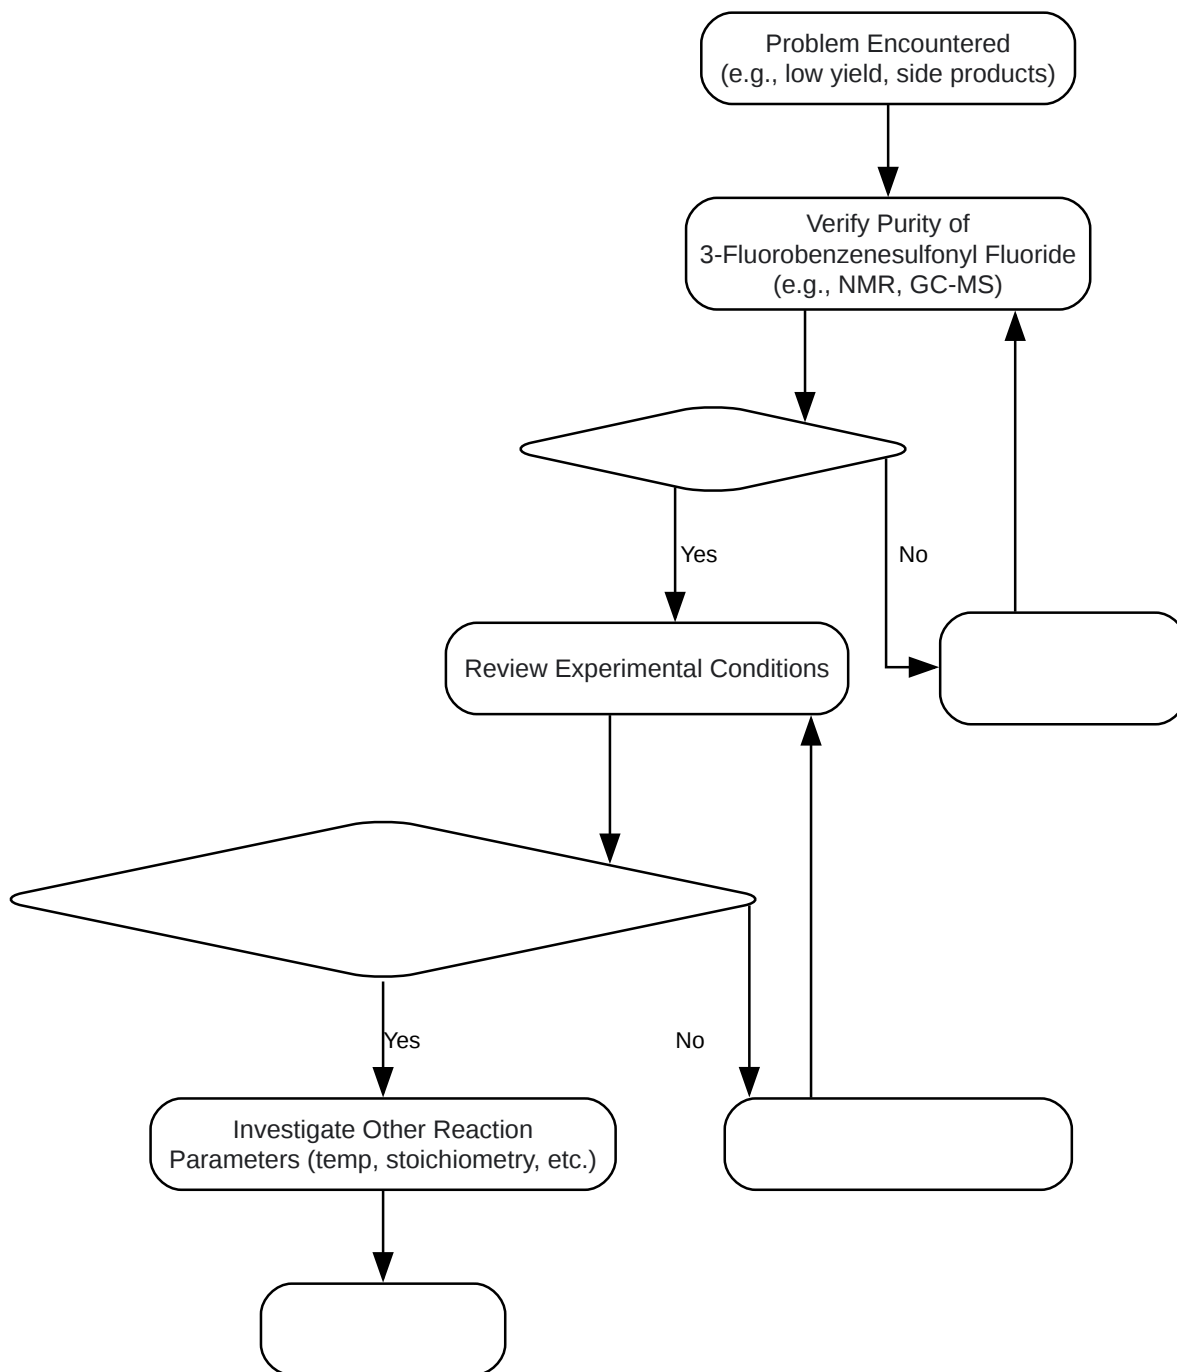 Problem Encountered
(e.g., low yield, side products)
Verify Purity of
3-Fluorobenzenesulfonyl Fluoride
(e.g., NMR, GC-MS)
Yes
No
Review Experimental Conditions
Yes
No
Investigate Other Reaction
Parameters (temp, stoichiometry, etc.)